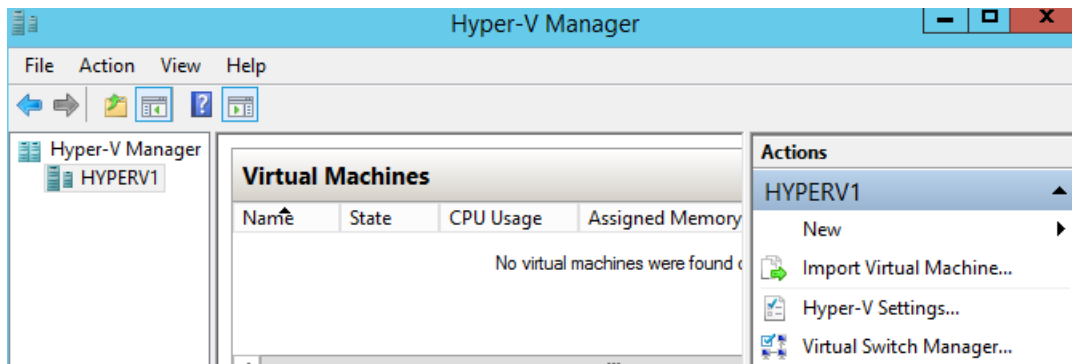 Hyper-V Manager
File Action View Help
Hyper-V Manager
HYPERV1
Virtual Machines
Name State CPU Usage Assigned Memory
No virtual machines were found
Actions
HYPERV1
New
Import Virtual Machine...
Hyper-V Settings...
Virtual Switch Manager...